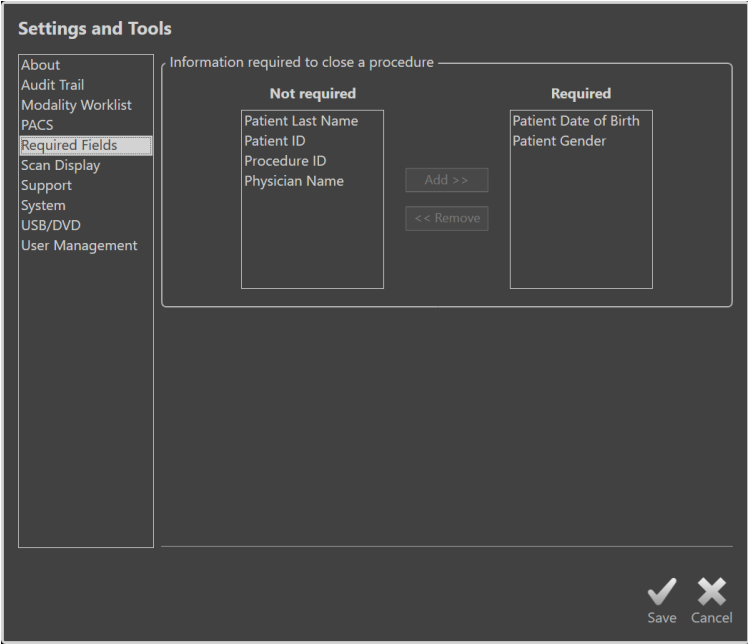 Settings and Tools
About
Audit Trail
Modality Worklist
PACS
Required Fields
Scan Display
Support
System
USB/DVD
User Management
Information required to close a procedure
Not required
Patient Last Name
Patient ID
Procedure ID
Physician Name
Add >>
<< Remove
Required
Patient Date of Birth
Patient Gender
Save
Cancel